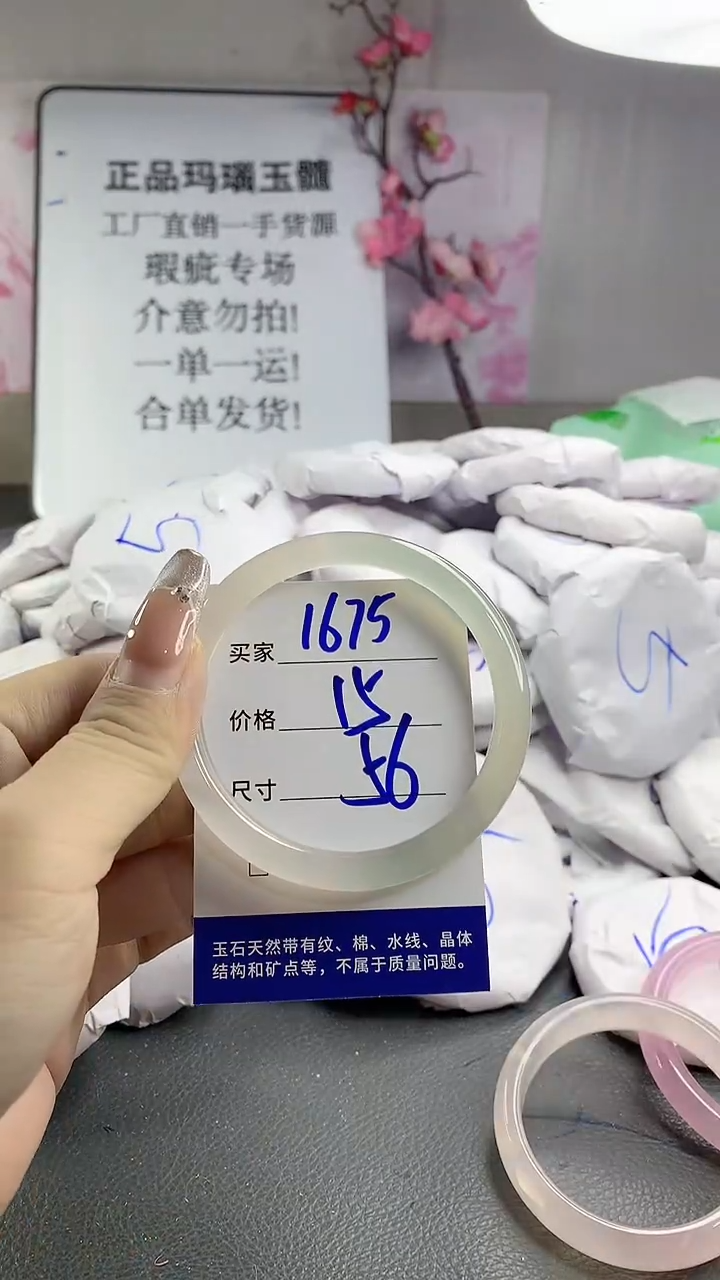 正品玛瑙玉髓
工厂直销一手货源
瑕疵专场
介意勿拍!
一单一运!
合单发货!
买家 1675
价格 15
尺寸 56
玉石天然带有纹、棉、水线、晶体
结构和矿点等，不属于质量问题。